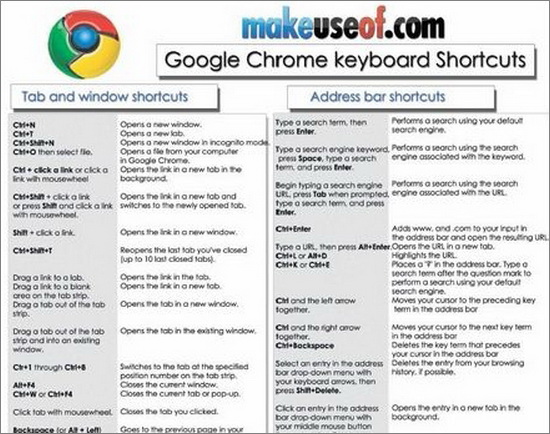 makeuseof.com
Google Chrome keyboard Shortcuts
Tab and window shortcuts
Ctrl+N Opens a new window.
Ctrl+T Opens a new tab.
Ctrl+Shift+N Opens a new window in incognito mode.
Ctrl+O then select file. Opens a file from your computer
in Google Chrome.
Ctrl + click a link or click a Opens the link in a new tab in the
link with mousewheel background.
Ctrl+Shift + click a link Opens the link in a new tab and
or press Shift and click a link switches to the newly opened tab.
with mousewheel.
Shift + click a link. Opens the link in a new window.
Ctrl+Shift+T Reopens the last tab you've closed
(up to 10 last closed tabs).
Drag a link to a tab. Opens the link in the tab.
Drag a link to a blank Opens the link in a new tab.
area on the tab strip.
Drag a tab out of the tab Opens the tab in a new window.
strip.
Drag a tab out of the tab Opens the tab in the existing window.
strip and into an existing
window.
Ctr+1 through Ctrl+8 Switches to the tab at the specified
position number on the tab strip.
Alt+F4 Closes the current window.
Ctrl+W or Ctrl+F4 Closes the current tab or pop-up.
Click tab with mousewheel. Closes the tab you clicked.
Backspace (or Alt + Left) Goes to the previous page in your
Address bar shortcuts
Type a search term, then Performs a search using your default
press Enter. search engine.
Type a search engine keyword, Performs a search using the search
press Space, type a search engine associated with the keyword.
term, and press Enter.
Begin typing a search engine Performs a search using the search
URL, press Tab when prompted, engine associated with the URL.
type a search term, and press
Enter.
Ctrl+Enter Adds www. and .com to your input in
the address bar and open the resulting URL
Type a URL, then press Alt+Enter. Opens the URL in a new tab.
Ctrl+L or Alt+D Highlights the URL.
Ctrl+K or Ctrl+E Places a '?' in the address bar. Type a
search term after the question mark to
perform a search using your default
search engine.
Ctrl and the left arrow Moves your cursor to the preceding key
together. term in the address bar
Ctrl and the right arrow Moves your cursor to the next key
together. term in the address bar
Ctrl+Backspace Deletes the key term that precedes
your cursor in the address bar
Select an entry in the address Deletes the entry from your browsing
bar drop-down menu with history, if possible.
your keyboard arrows, then
press Shift+Delete.
Click an entry in the address Opens the entry in a new tab in the
bar drop-down menu with background.
your middle mouse button